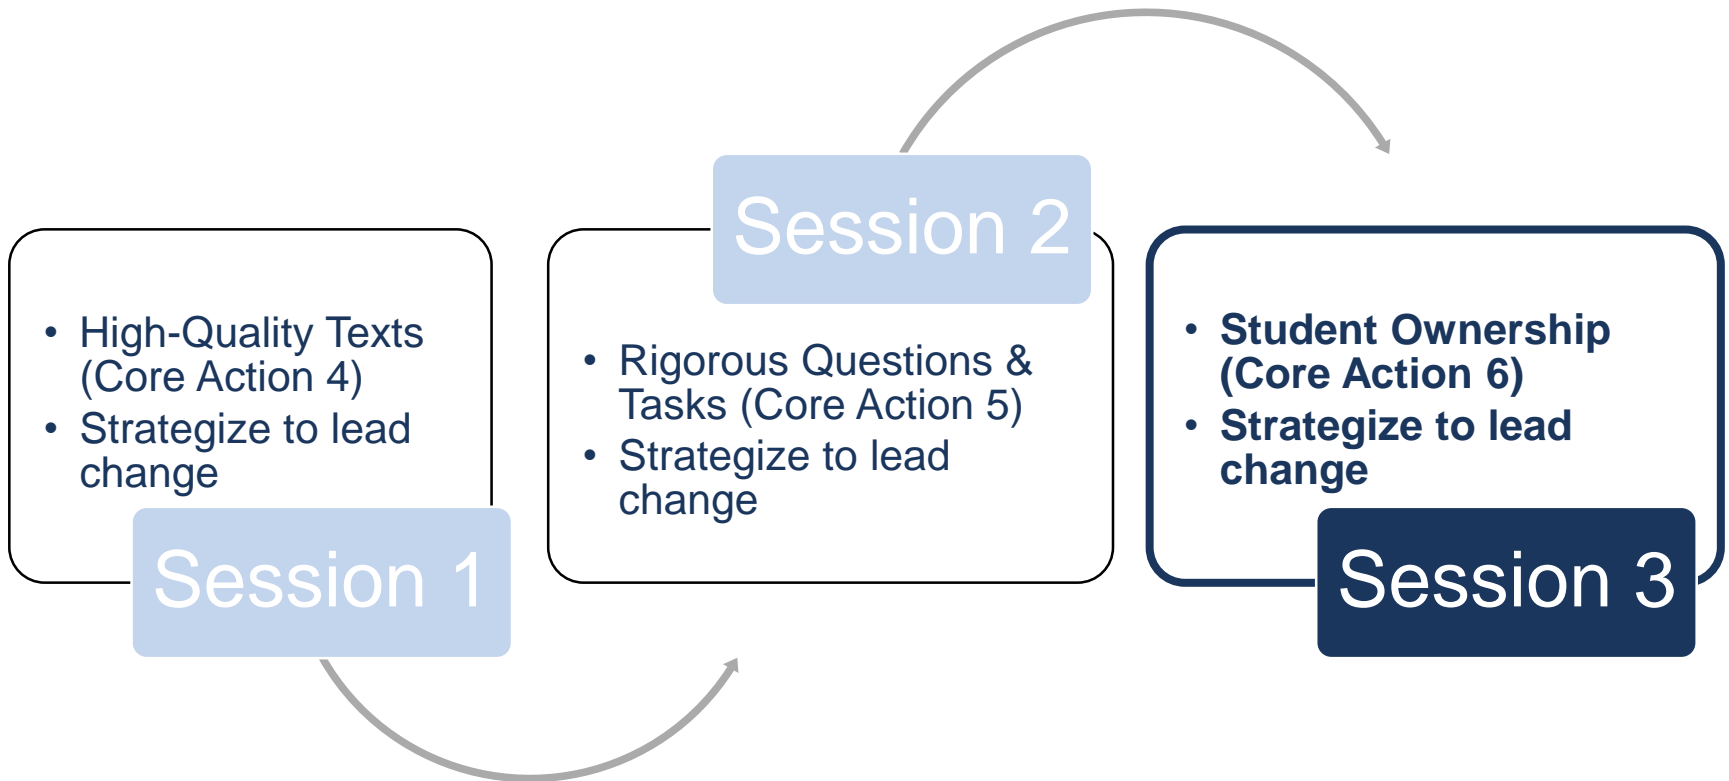 • High-Quality Texts
(Core Action 4)
• Strategize to lead
change
Session 1
Session 2
• Rigorous Questions &
Tasks (Core Action 5)
• Strategize to lead
change
• Student Ownership
(Core Action 6)
• Strategize to lead
change
Session 3